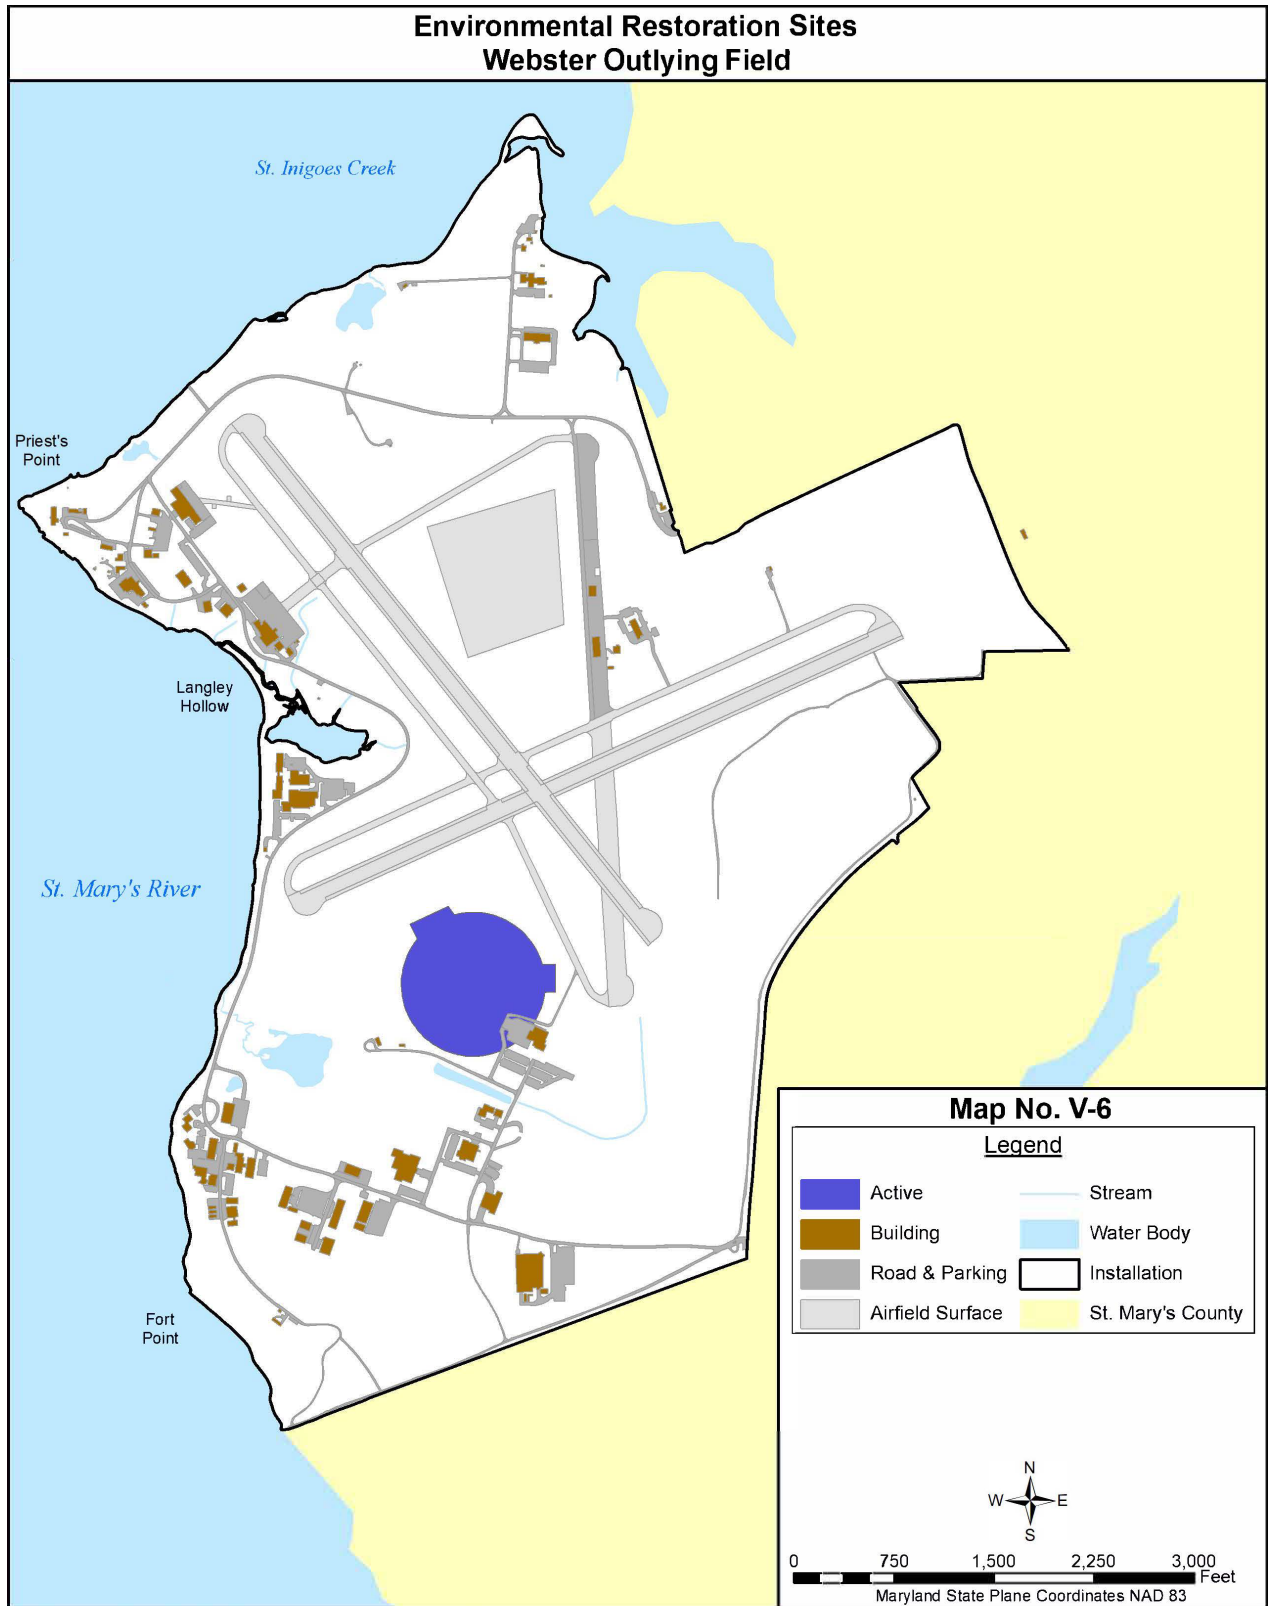 Environmental Restoration Sites
Webster Outlying Field
St. Inigoes Creek
Priest's
Point
Langley
Hollow
St. Mary's River
Fort
Point
Map No. V-6
Legend
Active
Stream
Building
Water Body
Road & Parking
Installation
Airfield Surface
St. Mary's County
N
W E
S
0 750 1,500 2,250 3,000
Feet
Maryland State Plane Coordinates NAD 83